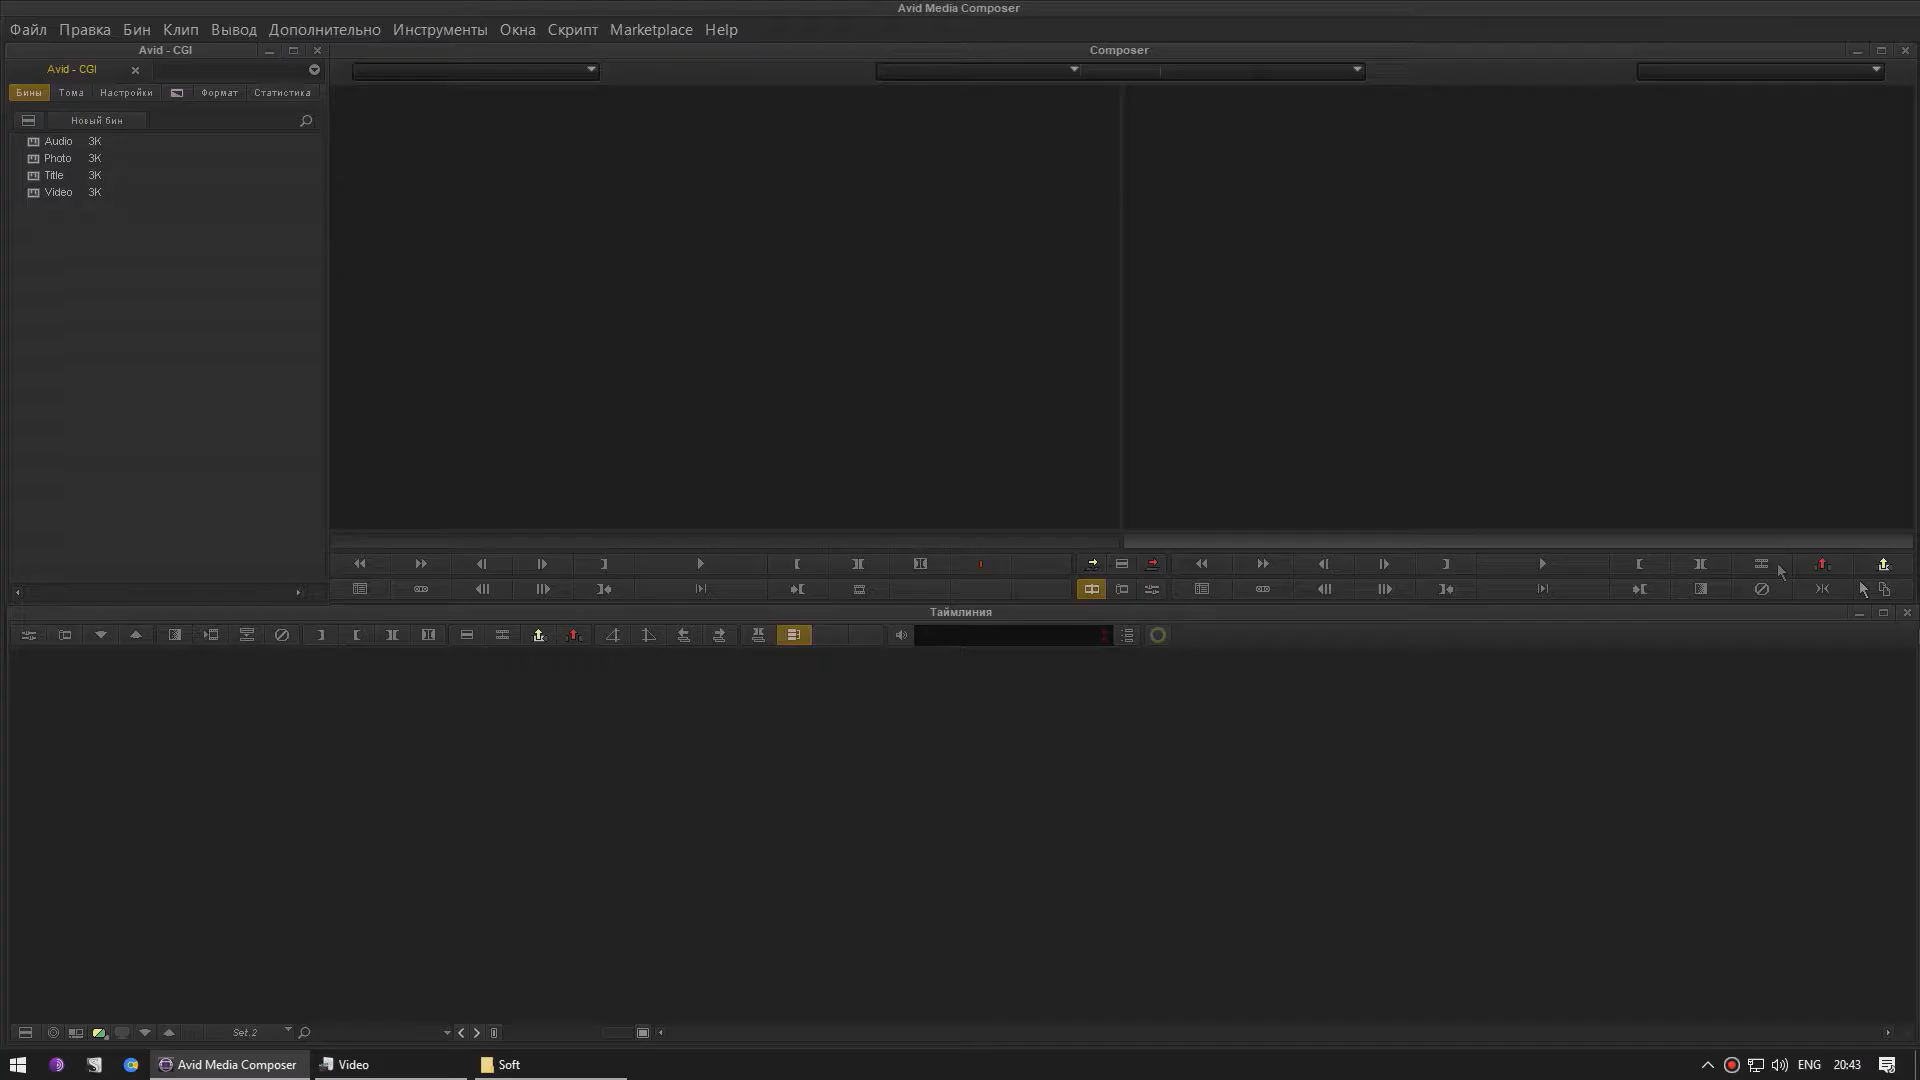 Avid Media Composer
Файл Правка Бин Клип Вывод Дополнительно Инструменты Окна Скрипт Marketplace Help
Avid - CGI
Composer
Avid - CGI
Бины Тома Настройки Формат Статистика
Новый бин
Audio 3K
Photo 3K
Title 3K
Video 3K
Таймлиния
Set.2
Avid Media Composer Video Soft ENG 20:43